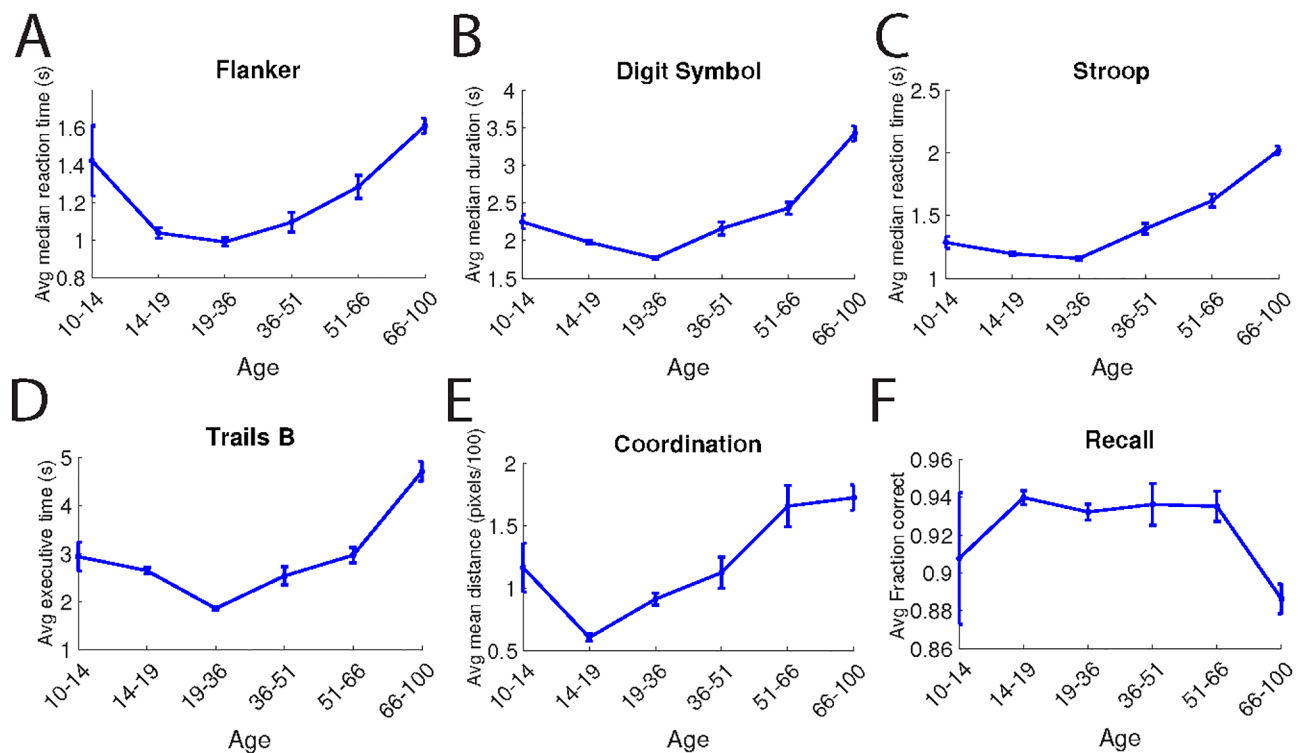 A
Flanker
Avg median reaction time (s)
1.6
1.4
1.2
1
0.8
10-14
14-19
19-36
36-51
51-66
66-100
Age
B
Digit Symbol
Avg median duration (s)
4
3.5
3
2.5
2
1.5
10-14
14-19
19-36
36-51
51-66
66-100
Age
C
Stroop
Avg median reaction time (s)
2.5
2
1.5
1
10-14
14-19
19-36
36-51
51-66
66-100
Age
D
Trails B
Avg executive time (s)
5
4
3
2
1
10-14
14-19
19-36
36-51
51-66
66-100
Age
E
Coordination
Avg mean distance (pixels/100)
2
1.5
1
0.5
10-14
14-19
19-36
36-51
51-66
66-100
Age
F
Recall
Avg Fraction correct
0.96
0.94
0.92
0.9
0.88
0.86
10-14
14-19
19-36
36-51
51-66
66-100
Age